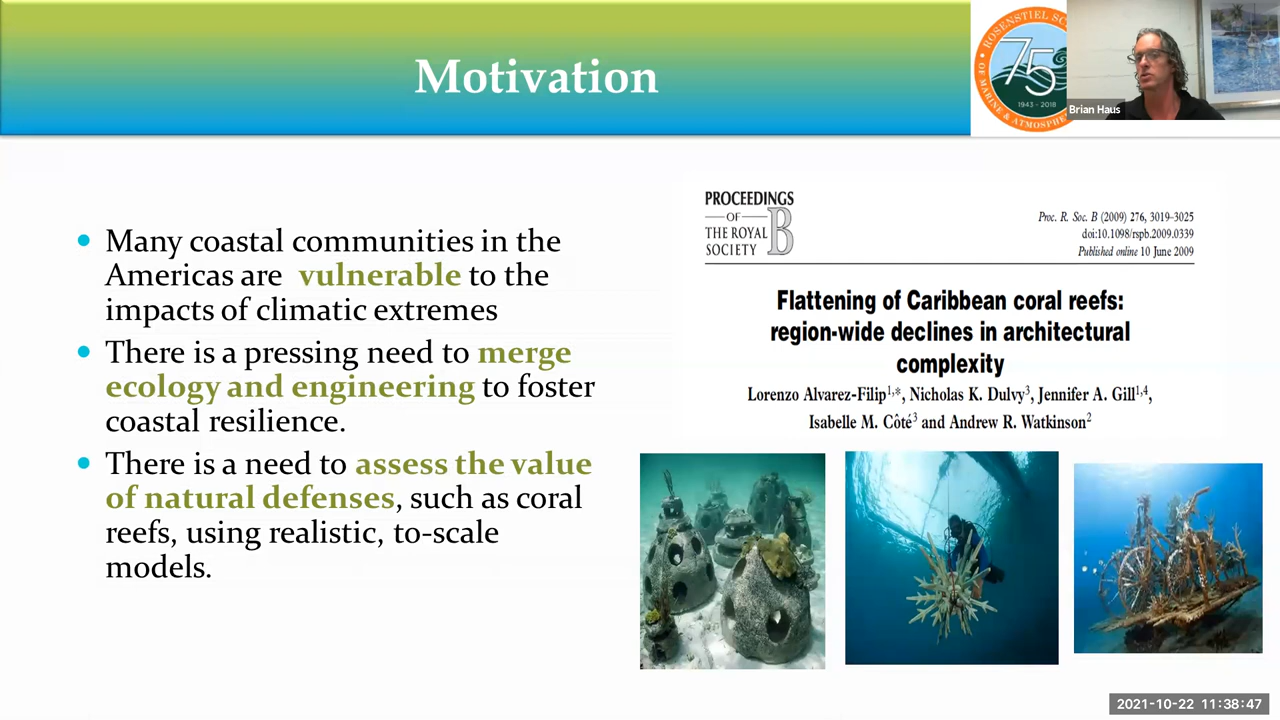 Motivation
ROSENSTIEL SC
75
1943 - 2018
OF MARINE & ATMOSPHE
Brian Haus
Many coastal communities in the
Americas are vulnerable to the
impacts of climatic extremes
There is a pressing need to merge
ecology and engineering to foster
coastal resilience.
There is a need to assess the value
of natural defenses, such as coral
reefs, using realistic, to-scale
models.
PROCEEDINGS
OF
THE ROYAL
SOCIETY
B
Proc. R. Soc. B (2009) 276, 3019–3025
doi:10.1098/rspb.2009.0339
Published online 10 June 2009
Flattening of Caribbean coral reefs:
region-wide declines in architectural
complexity
Lorenzo Alvarez-Filip1,*, Nicholas K. Dulvy3, Jennifer A. Gill1,4,
Isabelle M. Côté3 and Andrew R. Watkinson2
2021-10-22 11:38:47